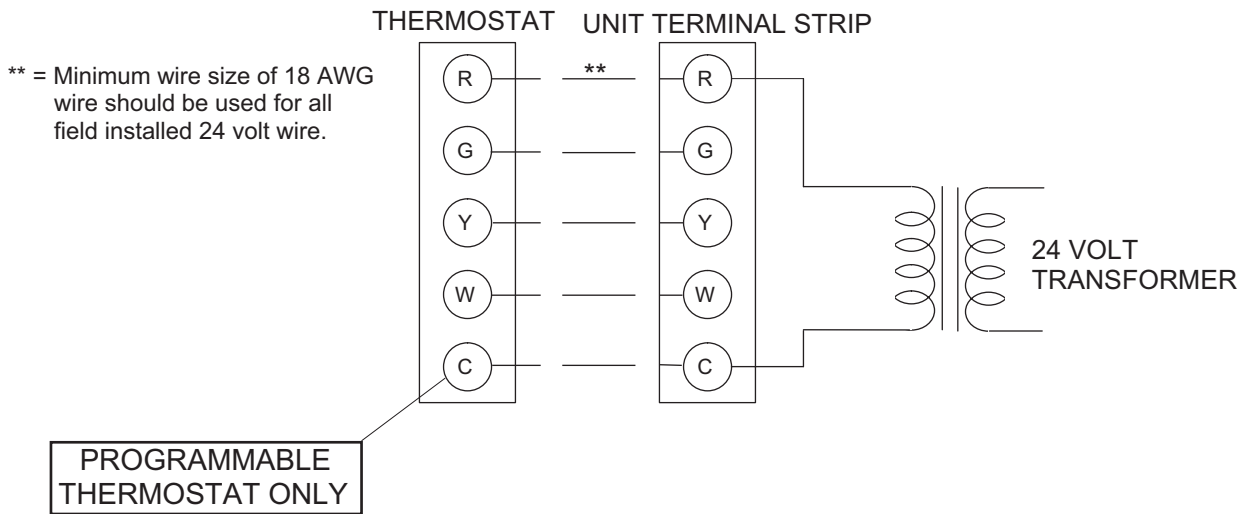 THERMOSTAT
UNIT TERMINAL STRIP
** = Minimum wire size of 18 AWG
wire should be used for all
field installed 24 volt wire.
**
R
R
G
G
Y
Y
W
W
C
C
24 VOLT
TRANSFORMER
PROGRAMMABLE
THERMOSTAT ONLY